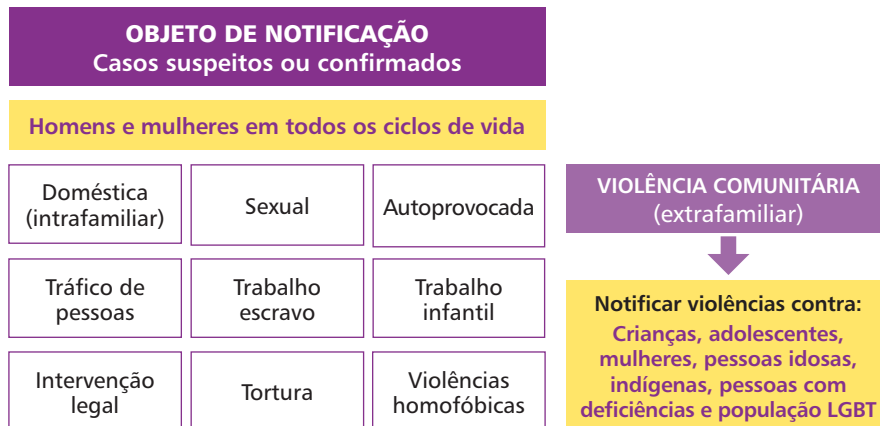 OBJETO DE NOTIFICAÇÃO
Casos suspeitos ou confirmados
Homens e mulheres em todos os ciclos de vida
Doméstica
(intrafamiliar)
Sexual
Autoprovocada
Tráfico de
pessoas
Trabalho
escravo
Trabalho
infantil
Intervenção
legal
Tortura
Violências
homofóbicas
VIOLÊNCIA COMUNITÁRIA
(extrafamiliar)
Notificar violências contra:
Crianças, adolescentes,
mulheres, pessoas idosas,
indígenas, pessoas com
deficiências e população LGBT